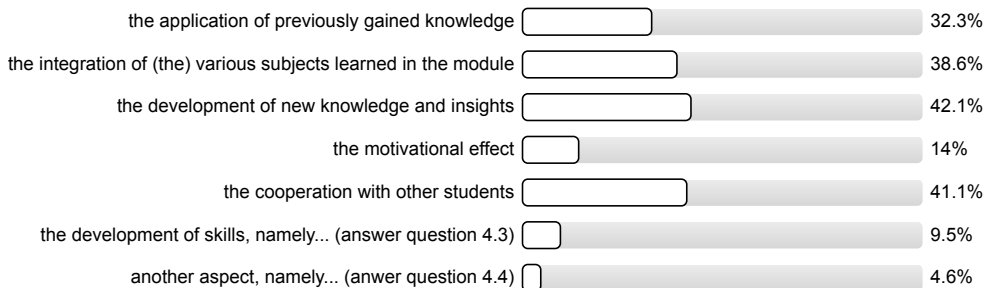 the application of previously gained knowledge 32.3%
the integration of (the) various subjects learned in the module 38.6%
the development of new knowledge and insights 42.1%
the motivational effect 14%
the cooperation with other students 41.1%
the development of skills, namely... (answer question 4.3) 9.5%
another aspect, namely... (anwer question 4.4) 4.6%